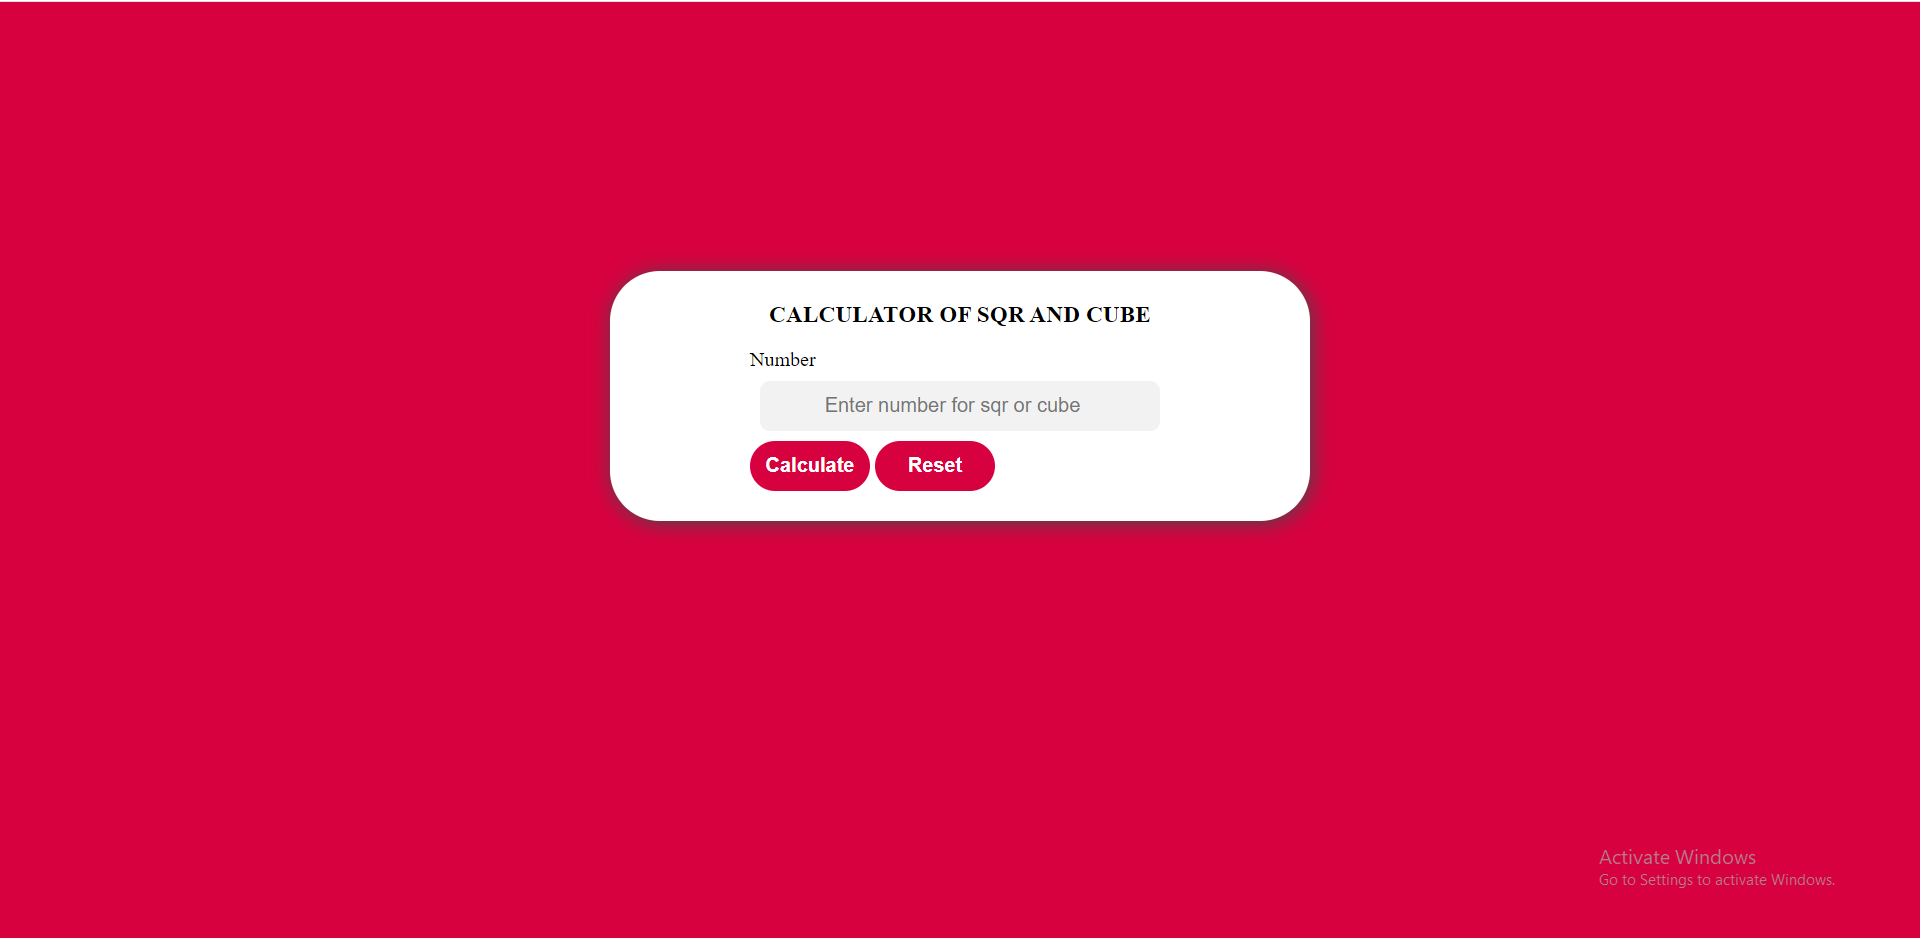 CALCULATOR OF SQR AND CUBE
Number
Enter number for sqr or cube
Calculate Reset
Activate Windows
Go to Settings to activate Windows.